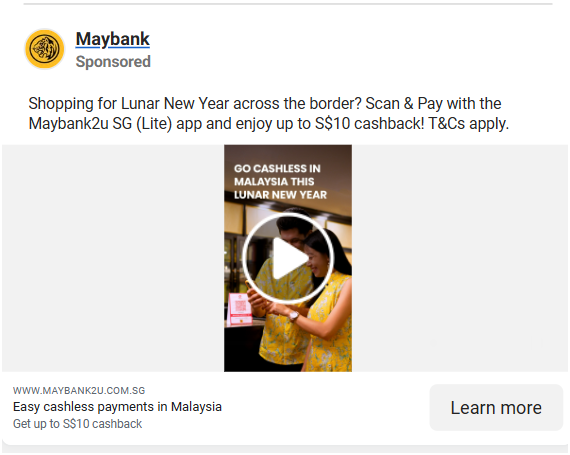 Maybank
Sponsored
Shopping for Lunar New Year across the border? Scan & Pay with the
Maybank2u SG (Lite) app and enjoy up to S$10 cashback! T&Cs apply.
GO CASHLESS IN
MALAYSIA THIS
LUNAR NEW YEAR
WWW.MAYBANK2U.COM.SG
Easy cashless payments in Malaysia
Get up to S$10 cashback
Learn more